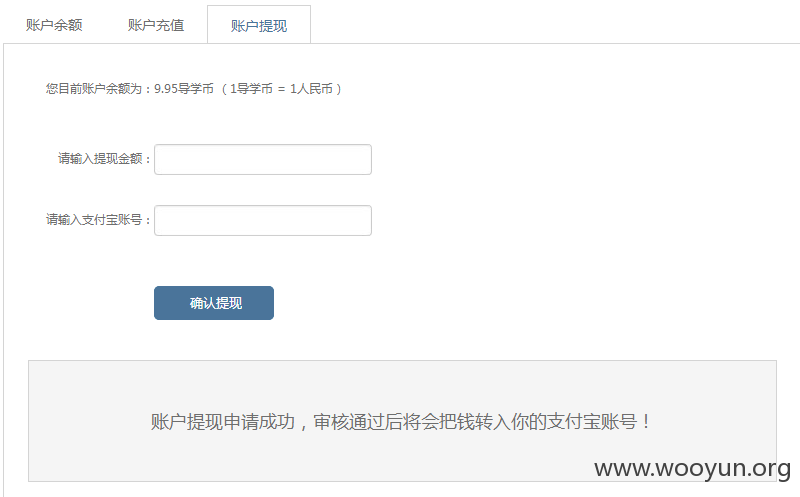 账户余额 账户充值 账户提现
您目前账户余额为：9.95导学币 （1导学币 = 1人民币）
请输入提现金额：
请输入支付宝账号：
确认提现
账户提现申请成功，审核通过后将会把钱转入你的支付宝账号！
www.wooyun.org